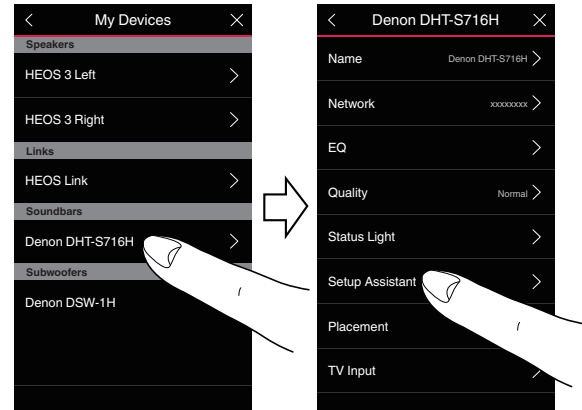 My Devices
Speakers
HEOS 3 Left
HEOS 3 Right
Links
HEOS Link
Soundbars
Denon DHT-S716H
Subwoofers
Denon DSW-1H
Denon DHT-S716H
Name Denon DHT-S716H
Network xxxxxxxx
EQ
Quality Normal
Status Light
Setup Assistant
Placement
TV Input